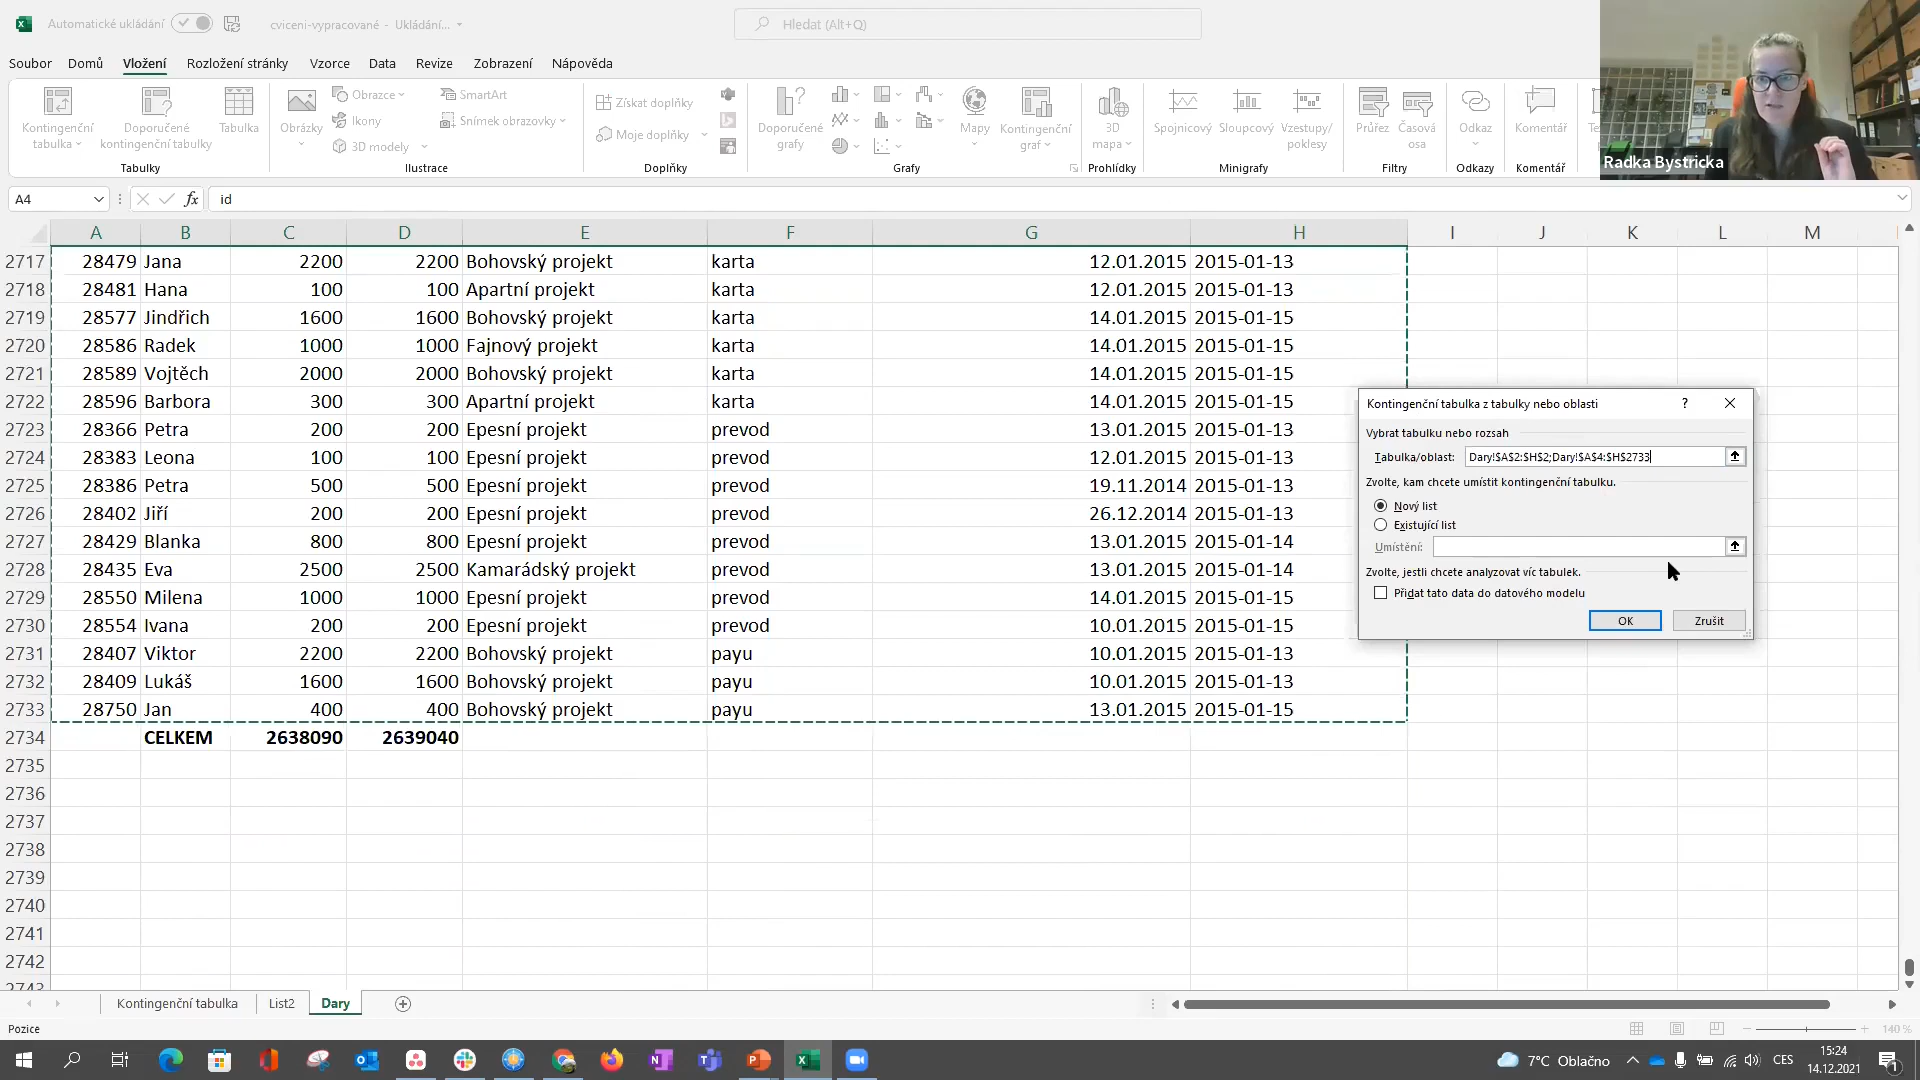 Automatické ukládání
cviceni-vypracované - Ukládání...
Hledat (Alt+Q)
Soubor Domů Vložení Rozložení stránky Vzorce Data Revize Zobrazení Nápověda
Kontingenční tabulka
Doporučené kontingenční tabulky
Tabulka
Tabulky
Obrázky
Obrazce
Ikony
3D modely
SmartArt
Snímek obrazovky
Ilustrace
Získat doplňky
Moje doplňky
Doplňky
Doporučené grafy
Mapy
Kontingenční graf
Grafy
3D mapa
Prohlídky
Spojnicový
Sloupcový
Vzestupy/ poklesy
Minigrafy
Průřez
Časová osa
Filtry
Odkaz
Odkazy
Komentář
Komentář
Radka Bystricka
A4 fx id
A B C D E F G H I J K L M
2717 28479 Jana 2200 2200 Bohovský projekt karta 12.01.2015 2015-01-13
2718 28481 Hana 100 100 Apartní projekt karta 12.01.2015 2015-01-13
2719 28577 Jindřich 1600 1600 Bohovský projekt karta 14.01.2015 2015-01-15
2720 28586 Radek 1000 1000 Fajnový projekt karta 14.01.2015 2015-01-15
2721 28589 Vojtěch 2000 2000 Bohovský projekt karta 14.01.2015 2015-01-15
2722 28596 Barbora 300 300 Apartní projekt karta 14.01.2015 2015-01-15
2723 28366 Petra 200 200 Epesní projekt prevod 13.01.2015 2015-01-13
2724 28383 Leona 100 100 Epesní projekt prevod 13.01.2015 2015-01-13
2725 28386 Petra 500 500 Epesní projekt prevod 19.11.2014 2015-01-13
2726 28402 Jiří 200 200 Epesní projekt prevod 26.12.2014 2015-01-13
2727 28429 Blanka 800 800 Epesní projekt prevod 13.01.2015 2015-01-14
2728 28435 Eva 2500 2500 Kamarádský projekt prevod 13.01.2015 2015-01-14
2729 28550 Milena 1000 1000 Epesní projekt prevod 14.01.2015 2015-01-15
2730 28554 Ivana 200 200 Epesní projekt prevod 10.01.2015 2015-01-15
2731 28407 Viktor 2200 2200 Bohovský projekt payu 10.01.2015 2015-01-13
2732 28409 Lukáš 1600 1600 Bohovský projekt payu 10.01.2015 2015-01-13
2733 28750 Jan 400 400 Bohovský projekt payu 13.01.2015 2015-01-15
2734 CELKEM 2638090 2639040
2735
2736
2737
2738
2739
2740
2741
2742
2743
Kontingenční tabulka z tabulky nebo oblasti ?
Vybrat tabulku nebo rozsah
Tabulka/oblast: Dary!$A$2:$H$2;Dary!$A$4:$H$2733
Zvolte, kam chcete umístit kontingenční tabulku.
Nový list
Existující list
Umístění:
Zvolte, jestli chcete analyzovat víc tabulek.
Přidat tato data do datového modelu
OK Zrušit
Kontingenční tabulka List2 Dary
Pozice
140 %
7°C Oblačno
CES
15:24
14.12.2021
1